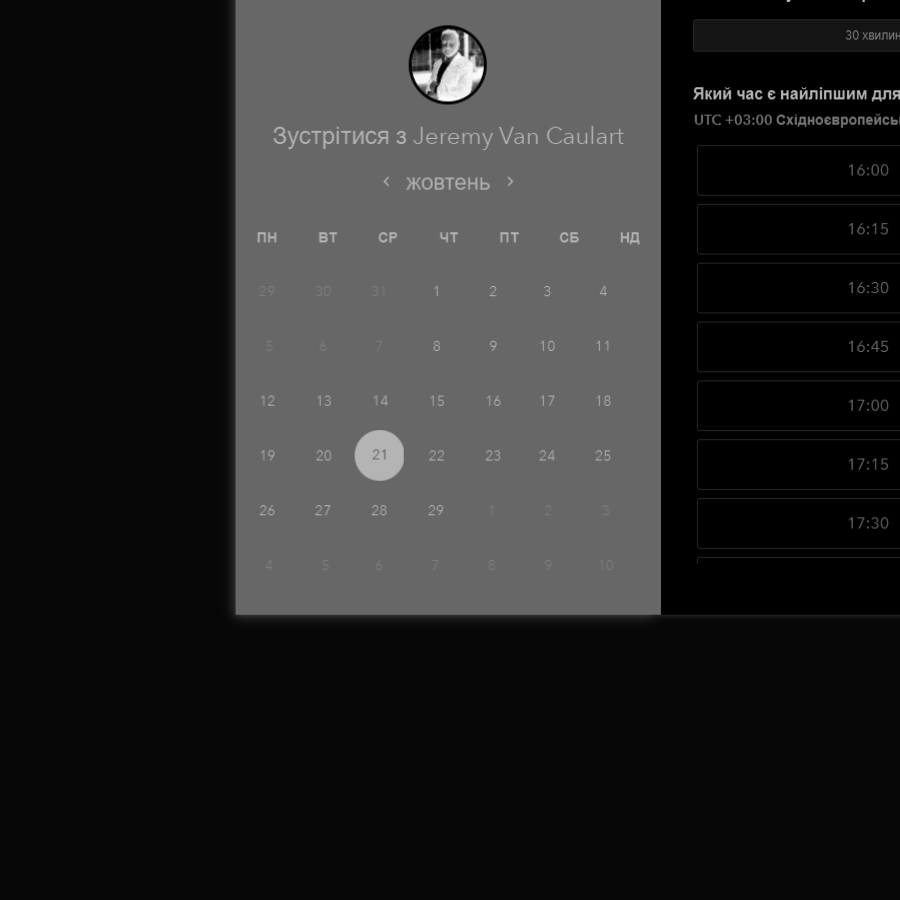 Зустрітися з Jeremy Van Caulart
жовтень
ПН ВТ СР ЧТ ПТ СБ НД
29 30 31 1 2 3 4
5 6 7 8 9 10 11
12 13 14 15 16 17 18
19 20 21 22 23 24 25
26 27 28 29 1 2 3
4 5 6 7 8 9 10
30 хвилин
Який час є найліпшим для
UTC +03:00 Східноєвропейсь
16:00
16:15
16:30
16:45
17:00
17:15
17:30